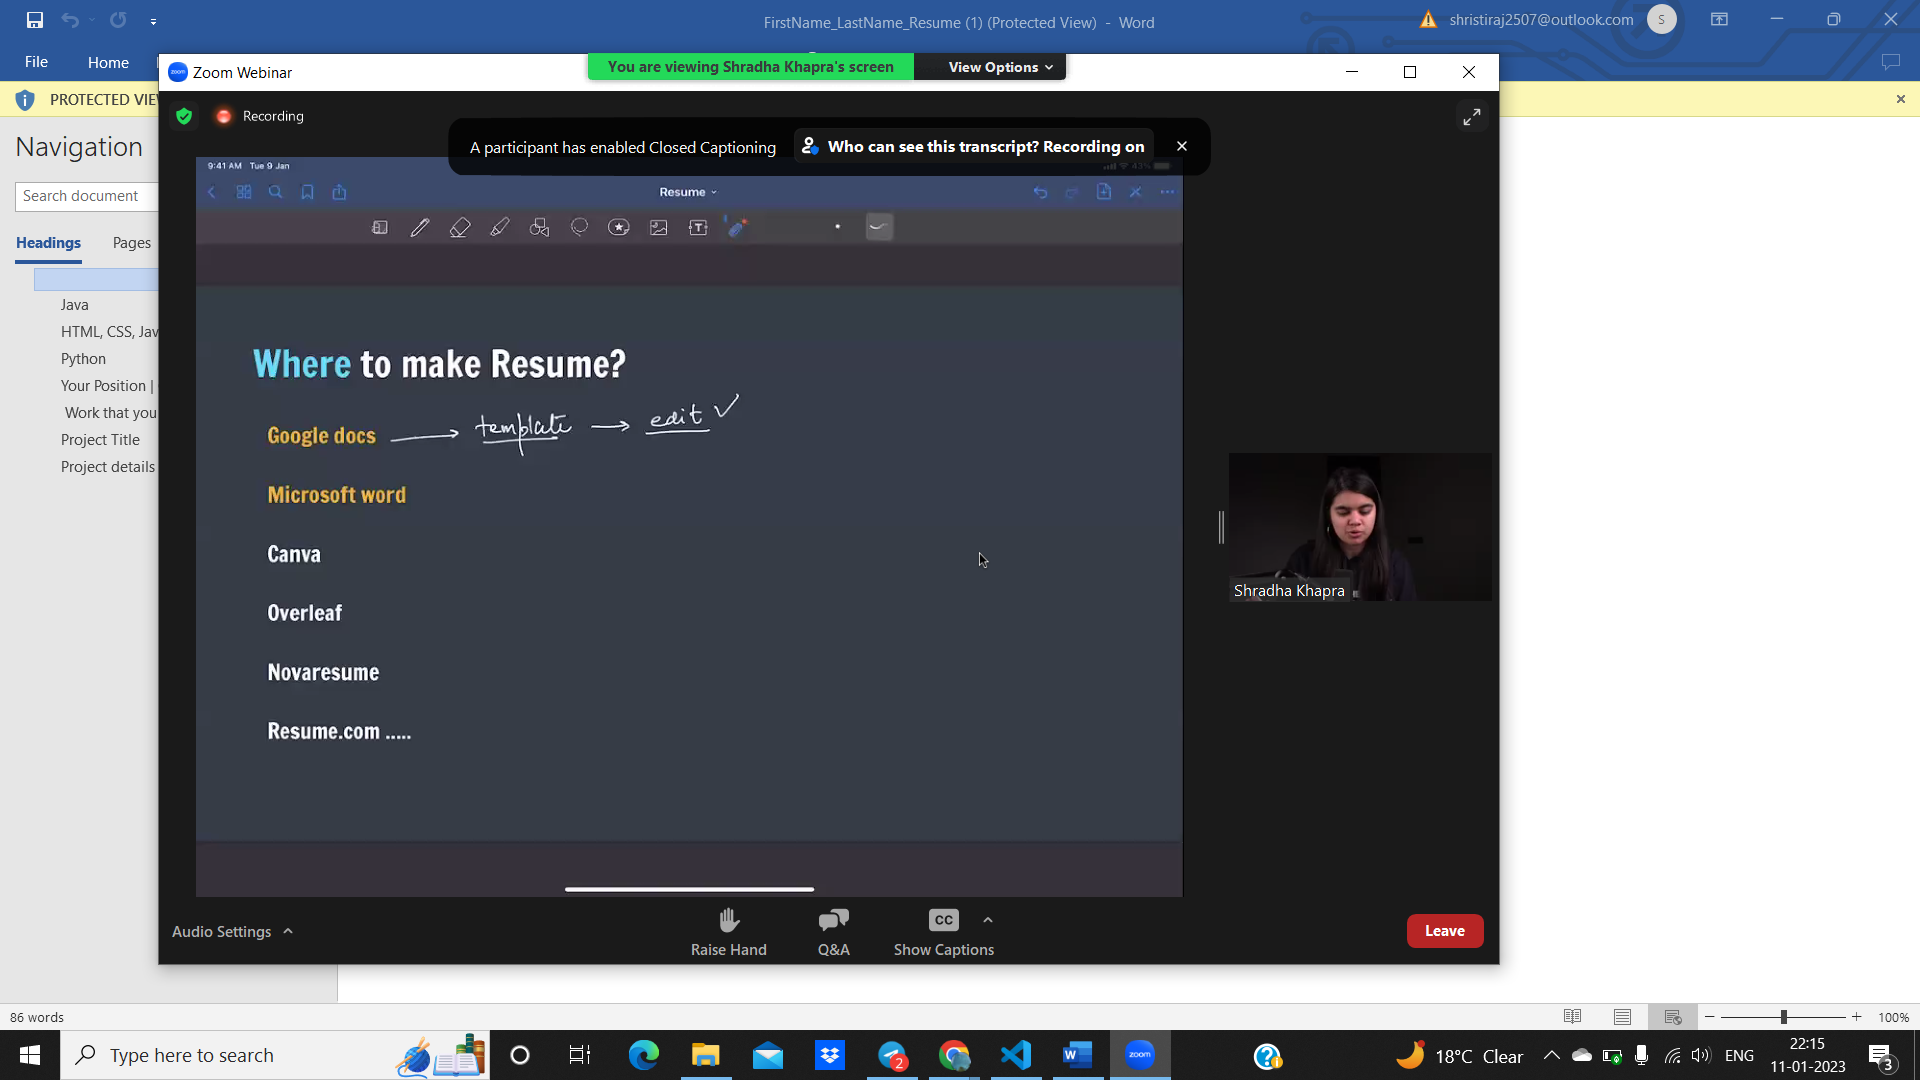 FirstName_LastName_Resume (1) (Protected View) - Word
shristiraj2507@outlook.com
S
File
Home
Zoom Webinar
You are viewing Shradha Khapra's screen
View Options
PROTECTED VIE
Recording
A participant has enabled Closed Captioning
Who can see this transcript? Recording on
Navigation
Search document
Headings
Pages
Java
HTML, CSS, Jav
Python
Your Position |
Work that you
Project Title
Project details
9:41 AM Tue 9 Jan
43%
Resume
Where to make Resume?
Google docs → template → edit ✓
Microsoft word
Canva
Overleaf
Novaresume
Resume.com .....
Shradha Khapra
Audio Settings
Raise Hand
Q&A
CC
Show Captions
Leave
86 words
100%
Type here to search
2
zoom
18°C Clear
ENG
22:15
11-01-2023
3